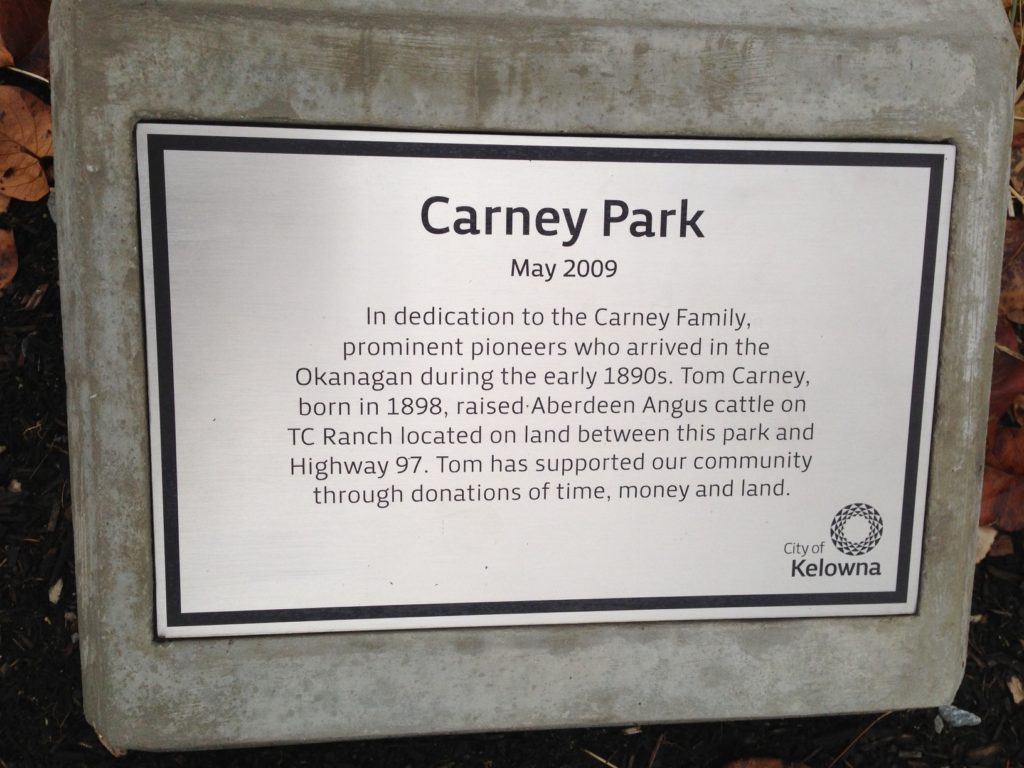 Carney Park
May 2009
In dedication to the Carney Family,
prominent pioneers who arrived in the
Okanagan during the early 1890s. Tom Carney,
born in 1898, raised Aberdeen Angus cattle on
TC Ranch located on land between this park and
Highway 97. Tom has supported our community
through donations of time, money and land.
City of
Kelowna